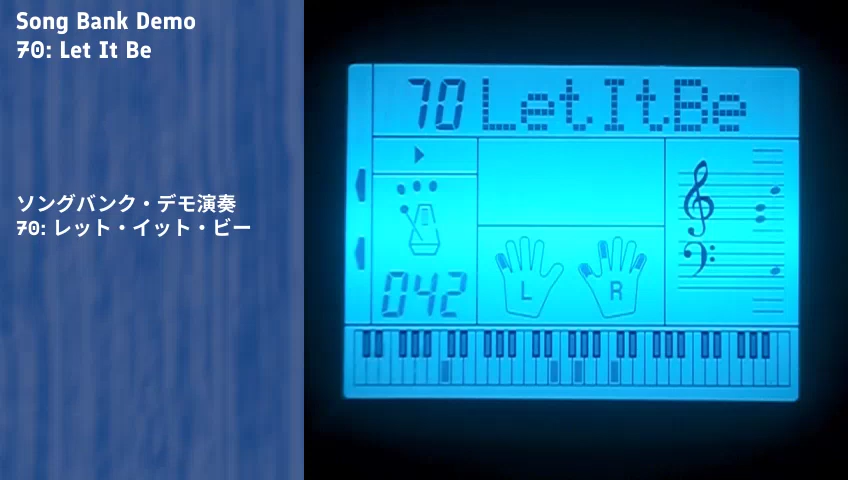 Song Bank Demo
70: Let It Be
ソングバンク・デモ演奏
70: レット・イット・ビー
70 LetItBe
042
L
R